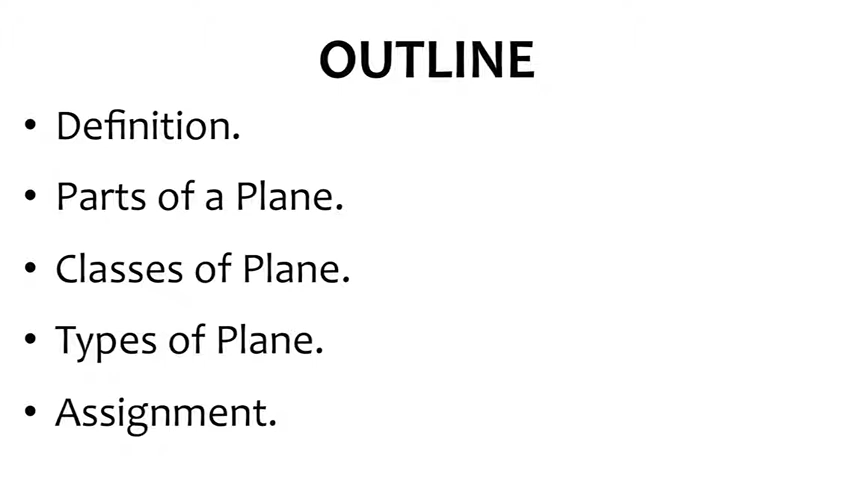 OUTLINE
• Definition.
• Parts of a Plane.
• Classes of Plane.
• Types of Plane.
• Assignment.